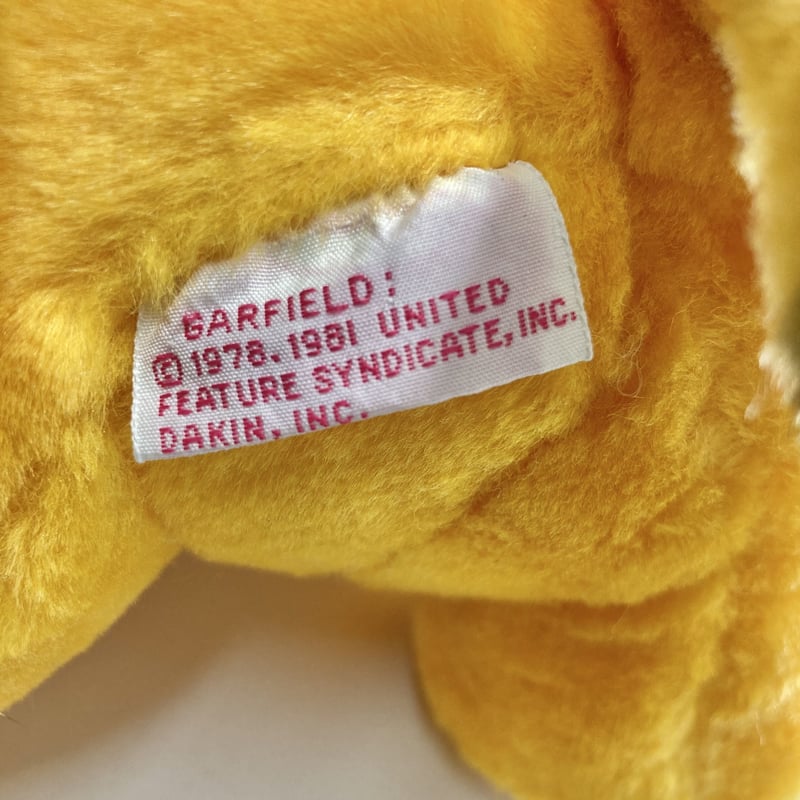 GARFIELD:
© 1978, 1981 UNITED
FEATURE SYNDICATE, INC.
DAKIN, INC.